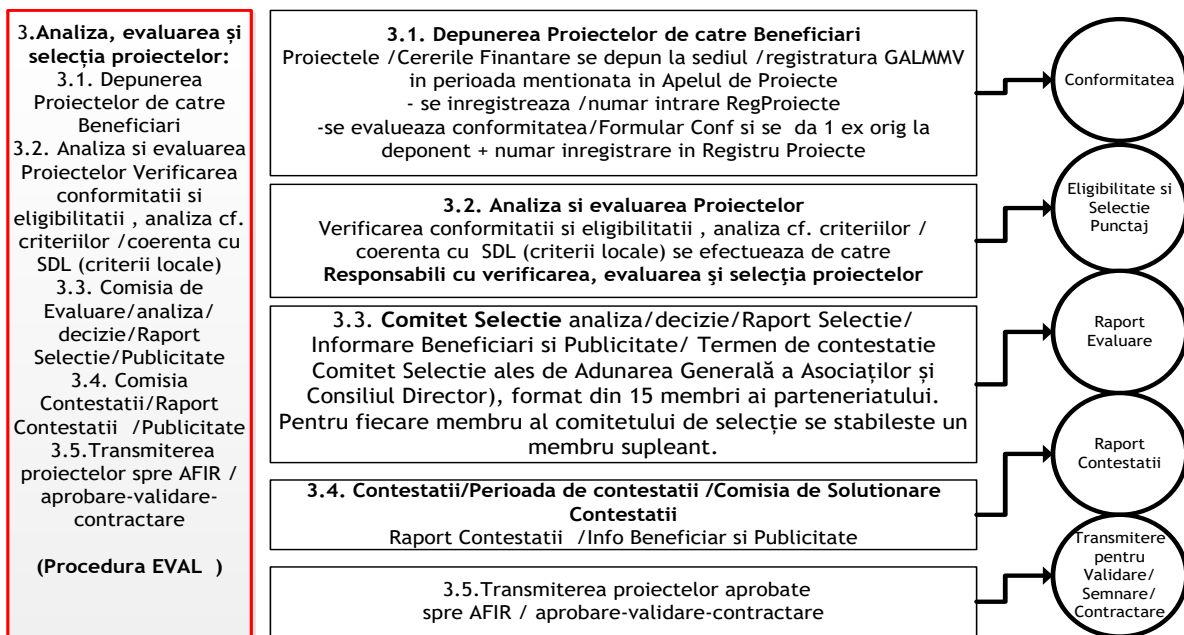 3.Analiza, evaluarea și
selecția proiectelor:
3.1. Depunerea
Proiectelor de catre
Beneficiari
3.2. Analiza si evaluarea
Proiectelor Verificarea
conformitatii si
eligibilitatii , analiza cf.
criteriilor /coerenta cu
SDL (criterii locale)
3.3. Comisia de
Evaluare/analiza/
decizie/Raport
Selectie/Publicitate
3.4. Comisia
Contestatii/Raport
Contestatii /Publicitate
3.5.Transmiterea
proiectelor spre AFIR /
aprobare-validare-
contractare
(Procedura EVAL )
3.1. Depunerea Proiectelor de catre Beneficiari
Proiectele /Cererile Finantare se depun la sediul /registratura GALMMV
in perioada mentionata in Apelul de Proiecte
- se inregistreaza /numar intrare RegProiecte
-se evalueaza conformitatea/Formular Conf si se da 1 ex orig la
deponent + numar inregistrare in Registru Proiecte
Conformitatea
3.2. Analiza si evaluarea Proiectelor
Verificarea conformitatii si eligibilitatii , analiza cf. criteriilor /
coerenta cu SDL (criterii locale) se efectueaza de catre
Responsabili cu verificarea, evaluarea şi selecţia proiectelor
Eligibilitate si
Selectie
Punctaj
3.3. Comitet Selectie analiza/decizie/Raport Selectie/
Informare Beneficiari si Publicitate/ Termen de contestatie
Comitet Selectie ales de Adunarea Generală a Asociaților și
Consiliul Director), format din 15 membri ai parteneriatului.
Pentru fiecare membru al comitetului de selecție se stabileste un
membru supleant.
Raport
Evaluare
3.4. Contestatii/Perioada de contestatii /Comisia de Solutionare
Contestatii
Raport Contestatii /Info Beneficiar si Publicitate
Raport
Contestatii
3.5.Transmiterea proiectelor aprobate
spre AFIR / aprobare-validare-contractare
Transmitere
pentru
Validare/
Semnare/
Contractare